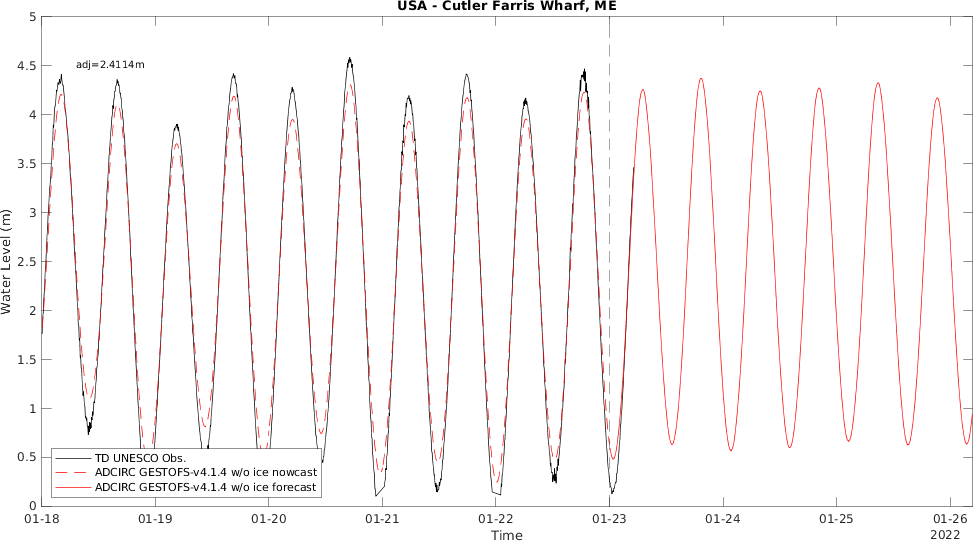 USA - Cutler Farris Wharf, ME
5
4.5
4
3.5
3
2.5
2
1.5
1
0.5
0
Water Level (m)
adj=2.4114m
TD UNESCO Obs.
ADCIRC GESTOFS-v4.1.4 w/o ice nowcast
ADCIRC GESTOFS-v4.1.4 w/o ice forecast
01-18 01-19 01-20 01-21 01-22 01-23 01-24 01-25 01-26
2022
Time